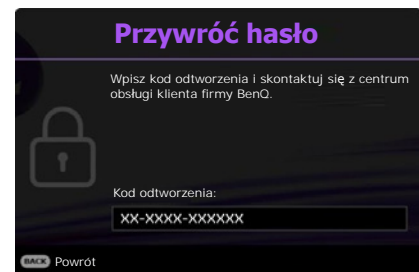 Przywróć hasło
Wpisz kod odtworzenia i skontaktuj się z centrum
obsługi klienta firmy BenQ.
Kod odtworzenia:
XX-XXXX-XXXXXX
BACK Powrót